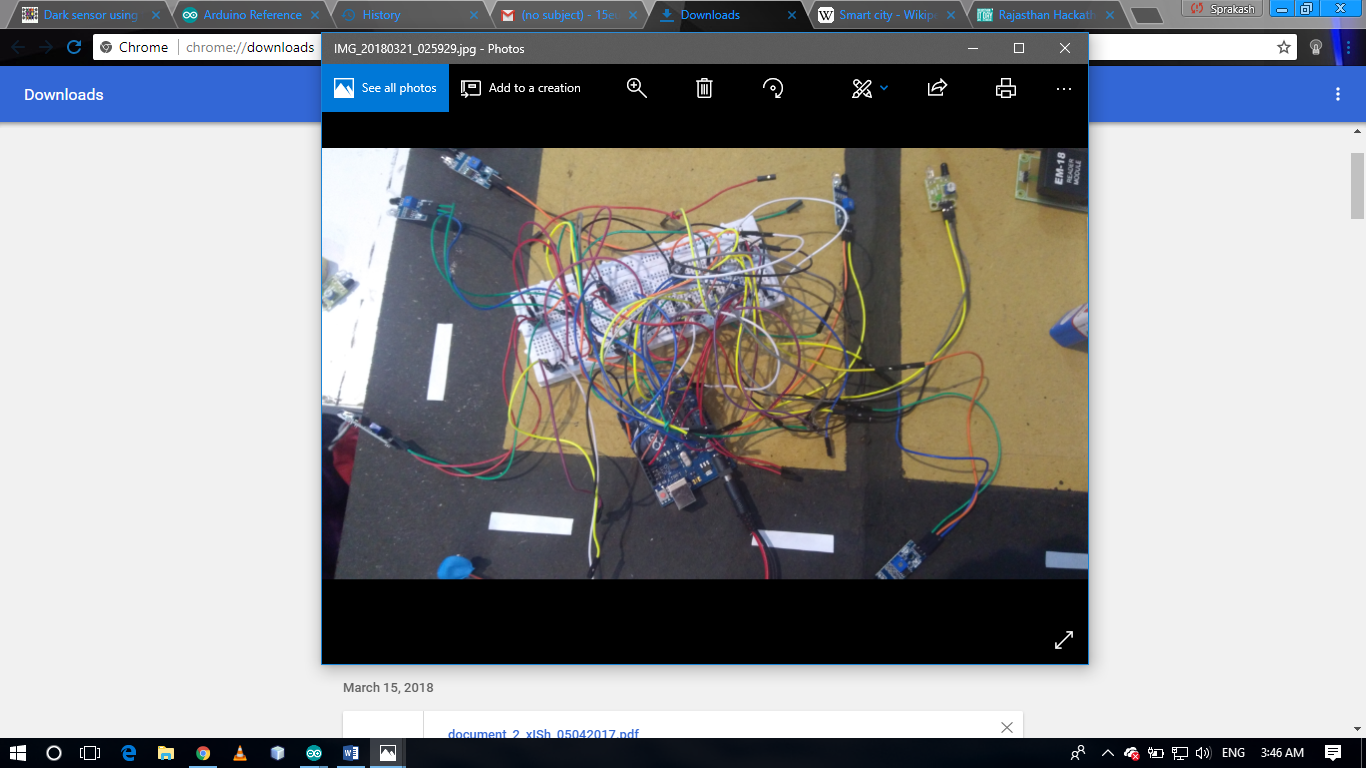 Dark sensor using
Arduino Reference
History
(no subject) - 15e
Downloads
Smart city - Wikip
Rajasthan Hackath
Sprakash
Chrome
chrome://downloads
IMG_20180321_025929.jpg - Photos
See all photos
Add to a creation
Downloads
EM-18
READER
MODULE
March 15, 2018
document_2_xISh_05042017.pdf
ENG
3:46 AM